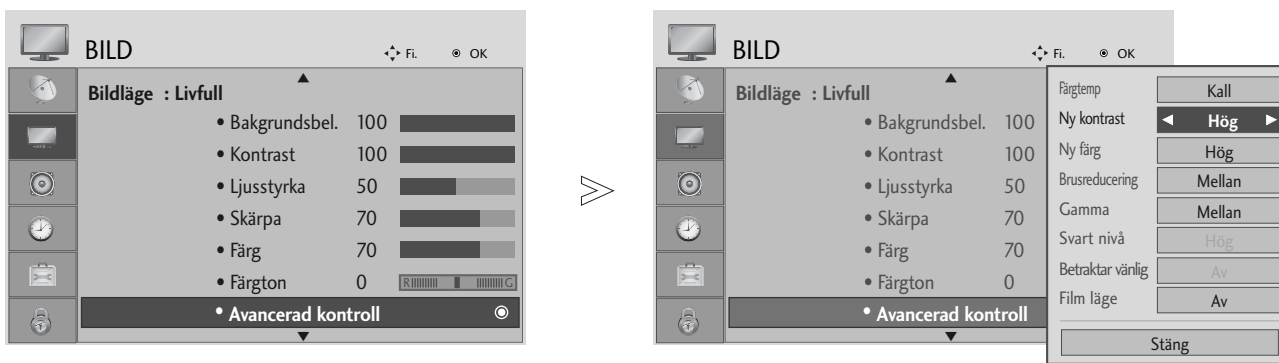 BILD
Fi. OK
Bildläge : Livfull
• Bakgrundsbel. 100
• Kontrast 100
• Ljusstyrka 50
• Skärpa 70
• Färg 70
• Färgton 0 R G
• Avancerad kontroll
BILD
Fi. OK
Bildläge : Livfull
• Bakgrundsbel. 100
• Kontrast 100
• Ljusstyrka 50
• Skärpa 70
• Färg 70
• Färgton 0
• Avancerad kontroll
Färgtemp Kall
Ny kontrast Hög
Ny färg Hög
Brusreducering Mellan
Gamma Mellan
Svart nivå Hög
Betraktar vänlig Av
Film läge Av
Stäng